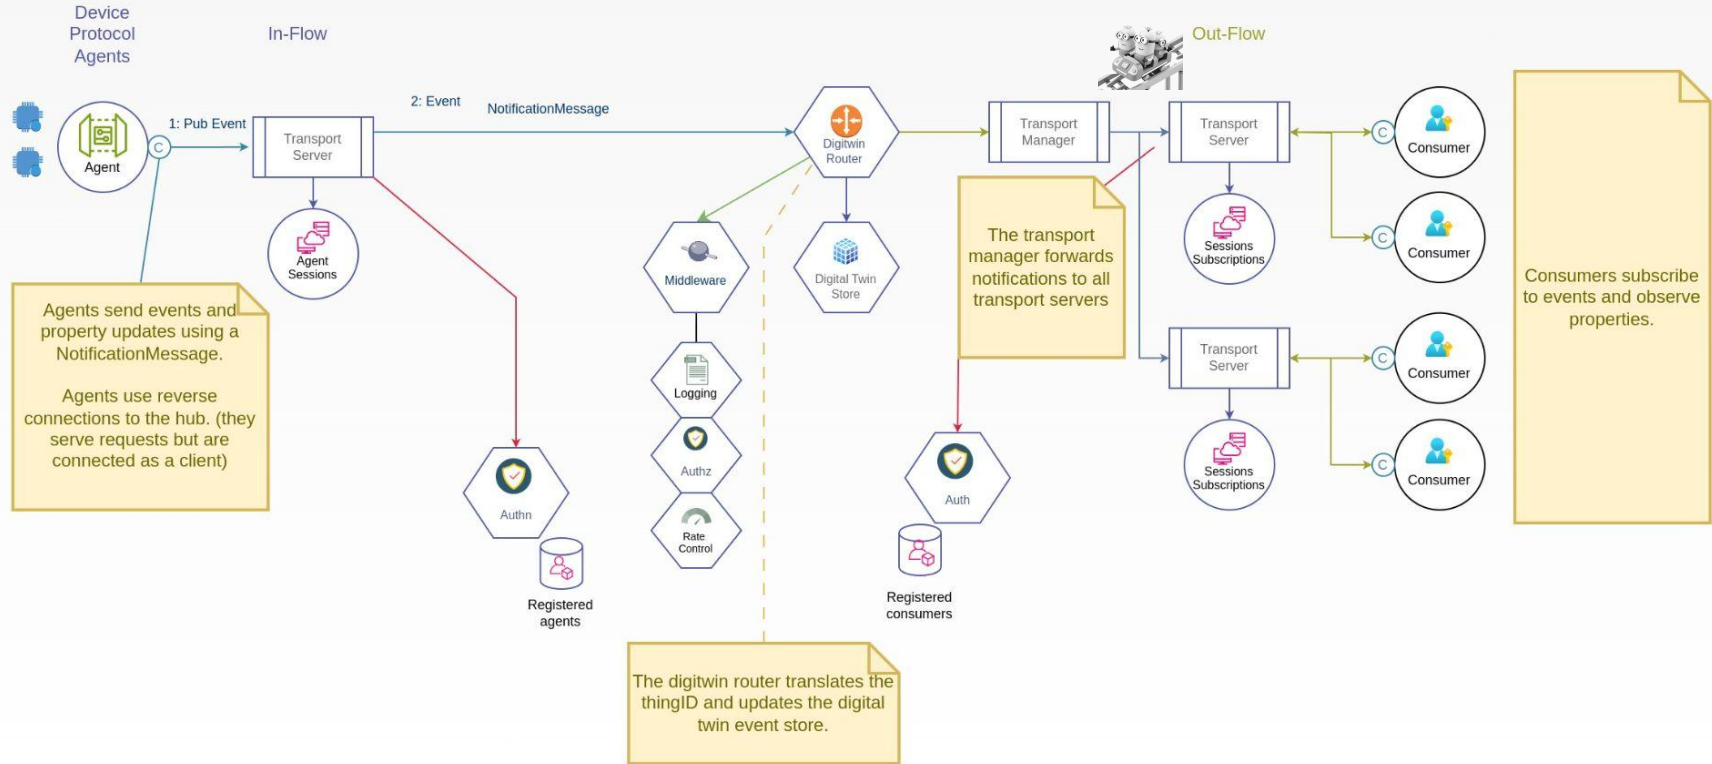 Device
Protocol
Agents
In-Flow
Out-Flow
Agent
C
1: Pub Event
Transport
Server
2: Event
NotificationMessage
Digitwin
Router
Transport
Manager
Transport
Server
C
Consumer
Agent
Sessions
Middleware
Digital Twin
Store
The transport
manager forwards
notifications to all
transport servers
Sessions
Subscriptions
C
Consumer
Consumers subscribe
to events and observe
properties.
Agents send events and
property updates using a
NotificationMessage.
Agents use reverse
connections to the hub. (they
serve requests but are
connected as a client)
Logging
Authz
Rate
Control
Transport
Server
C
Consumer
Sessions
Subscriptions
C
Consumer
Authn
Registered
agents
Auth
Registered
consumers
The digitwin router translates the
thingID and updates the digital
twin event store.